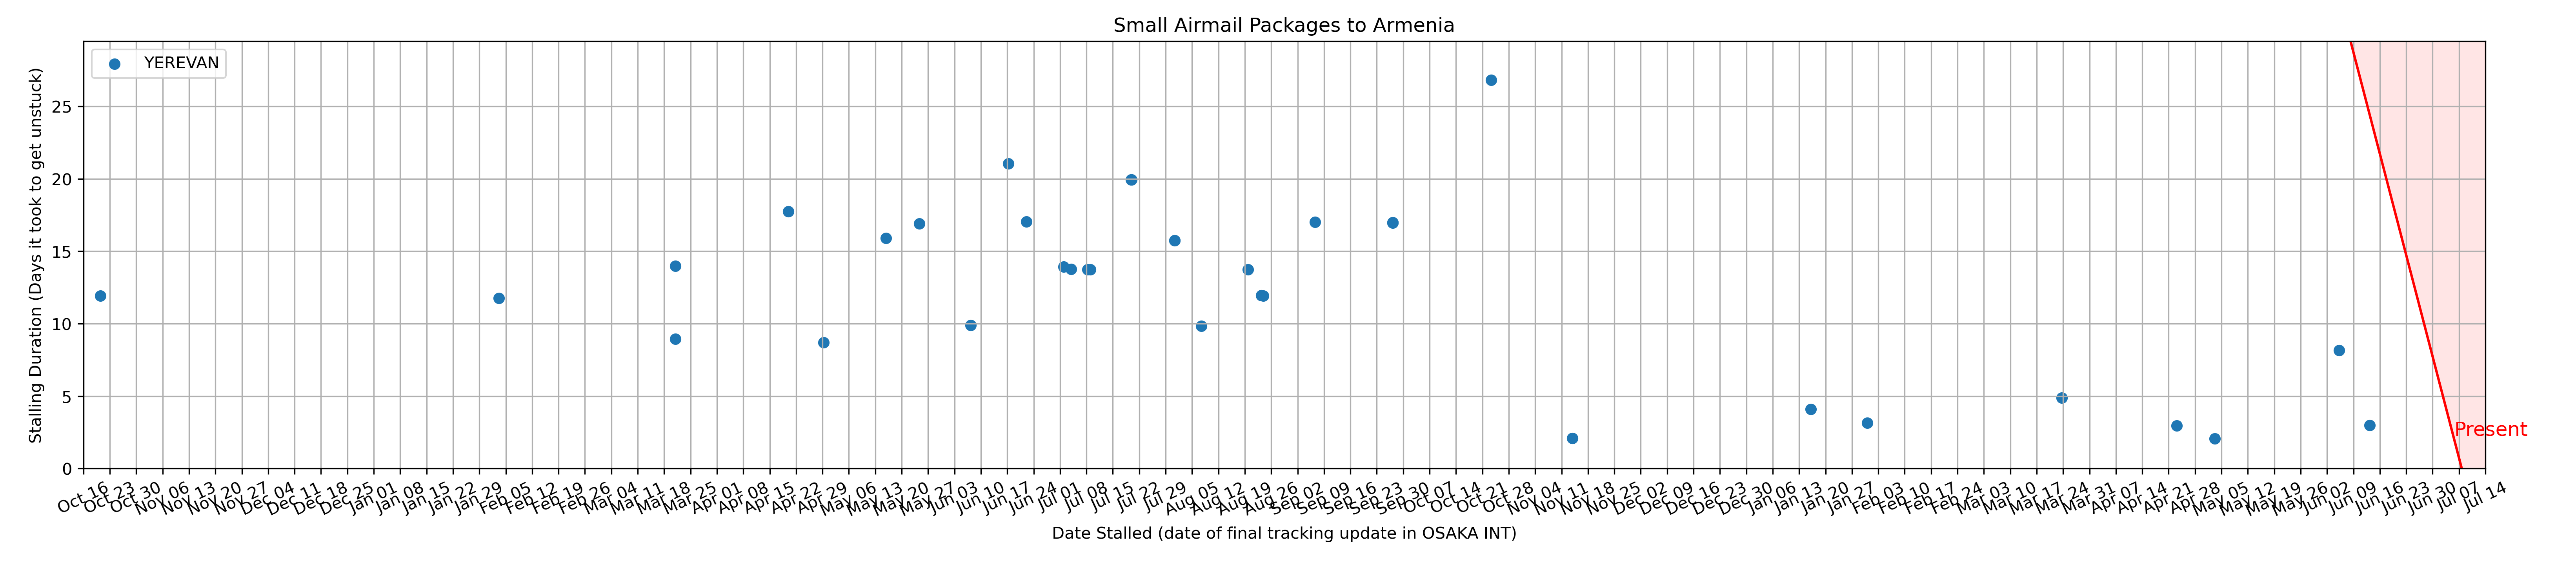 Small Airmail Packages to Armenia
YEREVAN
Stalling Duration (Days it took to get unstuck)
25
20
15
10
5
0
Present
Oct 16
Oct 23
Oct 30
Nov 06
Nov 13
Nov 20
Nov 27
Dec 04
Dec 11
Dec 18
Dec 25
Jan 01
Jan 08
Jan 15
Jan 22
Jan 29
Feb 05
Feb 12
Feb 19
Feb 26
Mar 04
Mar 11
Mar 18
Mar 25
Apr 01
Apr 08
Apr 15
Apr 22
Apr 29
May 06
May 13
May 20
May 27
Jun 03
Jun 10
Jun 17
Jun 24
Jul 01
Jul 08
Jul 15
Jul 22
Jul 29
Aug 05
Aug 12
Aug 19
Aug 26
Sep 02
Sep 09
Sep 16
Sep 23
Sep 30
Oct 07
Oct 14
Oct 21
Oct 28
Nov 04
Nov 11
Nov 18
Nov 25
Dec 02
Dec 09
Dec 16
Dec 23
Dec 30
Jan 06
Jan 13
Jan 20
Jan 27
Feb 03
Feb 10
Feb 17
Feb 24
Mar 03
Mar 10
Mar 17
Mar 24
Mar 31
Apr 07
Apr 14
Apr 21
Apr 28
May 05
May 12
May 19
May 26
Jun 02
Jun 09
Jun 16
Jun 23
Jun 30
Jul 07
Jul 14
Date Stalled (date of final tracking update in OSAKA INT)